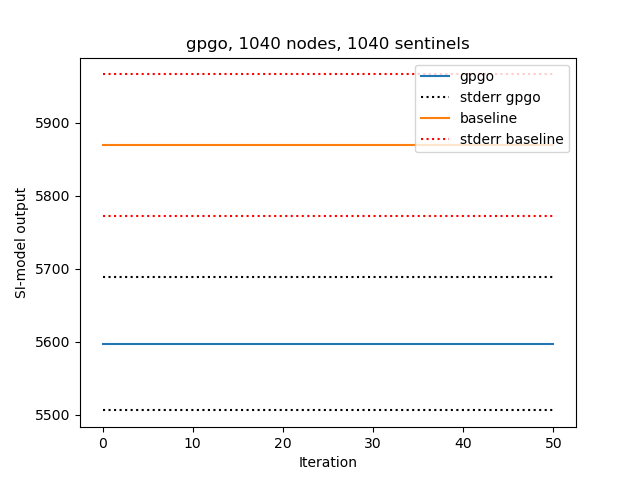 gpgo, 1040 nodes, 1040 sentinels
gpgo
stderr gpgo
baseline
stderr baseline
SI-model output
5900
5800
5700
5600
5500
0 10 20 30 40 50
Iteration